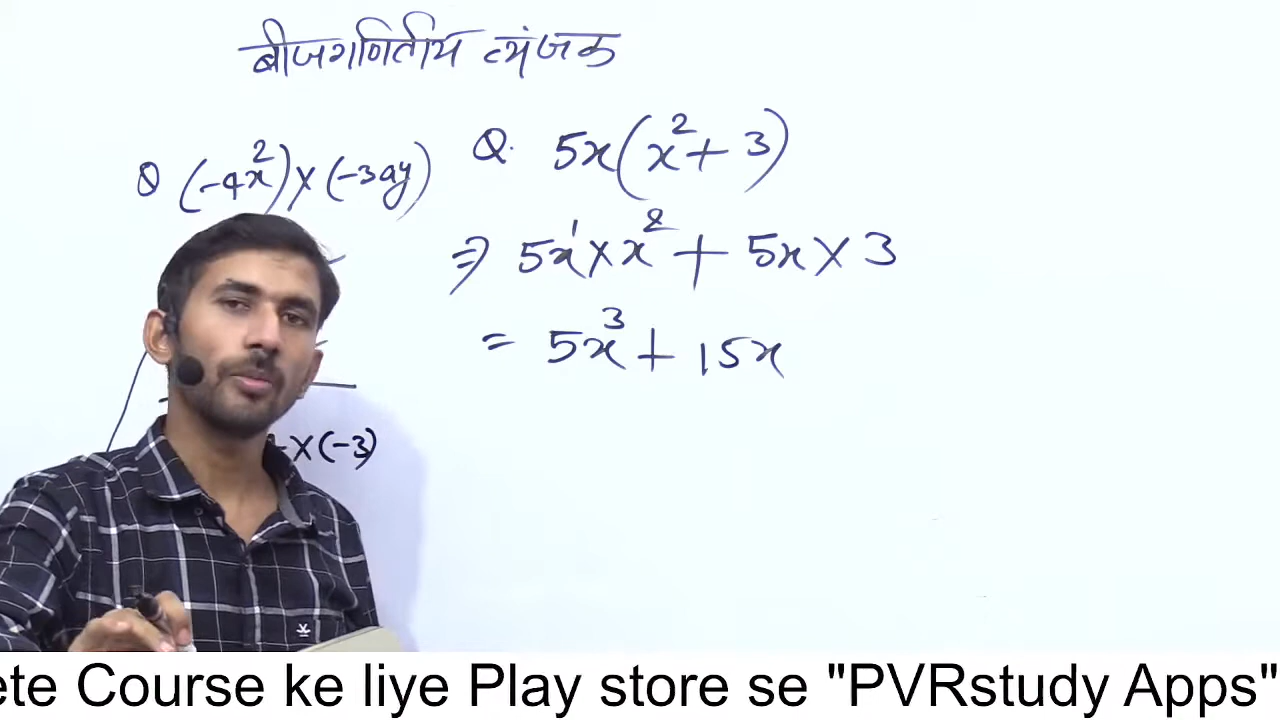 बीजगणितीय व्यंजक
Q (-4x²)×(-3ay)
Q. 5x(x²+3)
⇒ 5x¹×x²+5x×3
= 5x³+15x
×(-3)
ete Course ke liye Play store se "PVRstudy Apps"